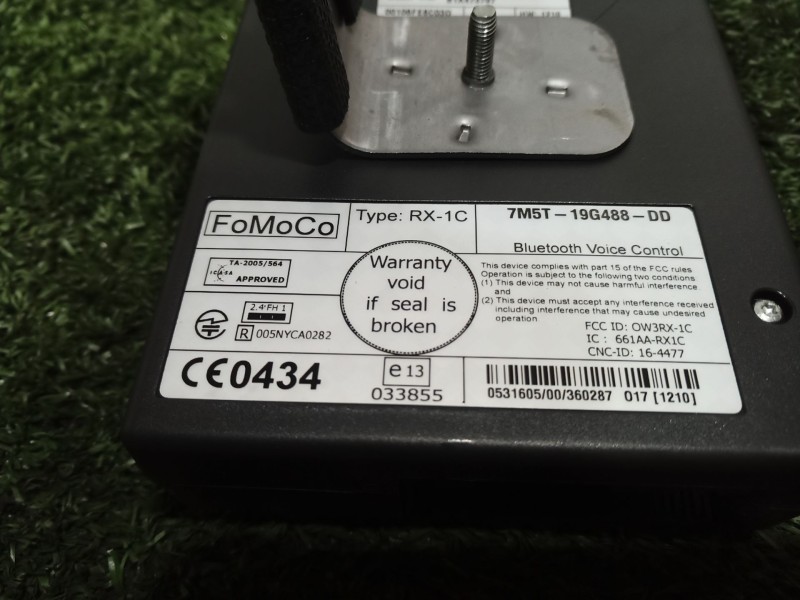 FoMoCo
Type: RX-1C
7M5T-19G488-DD
Bluetooth Voice Control
TA-2005/564
ICASA
APPROVED
Warranty
void
if seal is
broken
This device complies with part 15 of the FCC rules
Operation is subject to the following two conditions
(1) This device may not cause harmful interference
and
(2) This device must accept any interference received
including interference that may cause undesired
operation
2.4•FH 1
R 005NYCA0282
FCC ID: OW3RX-1C
IC : 661AA-RX1C
CNC-ID: 16-4477
CE0434
e 13
033855
0531605/00/360287 017 [1210]